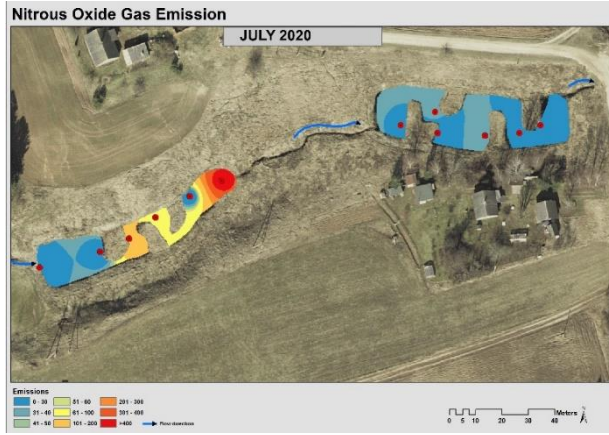 Nitrous Oxide Gas Emission
JULY 2020
Emissions
0 - 30
31 - 40
41 - 50
51 - 60
61 - 100
101 - 200
201 - 300
301 - 400
>400
Flow direction
0 5 10 20 30 40
Meters